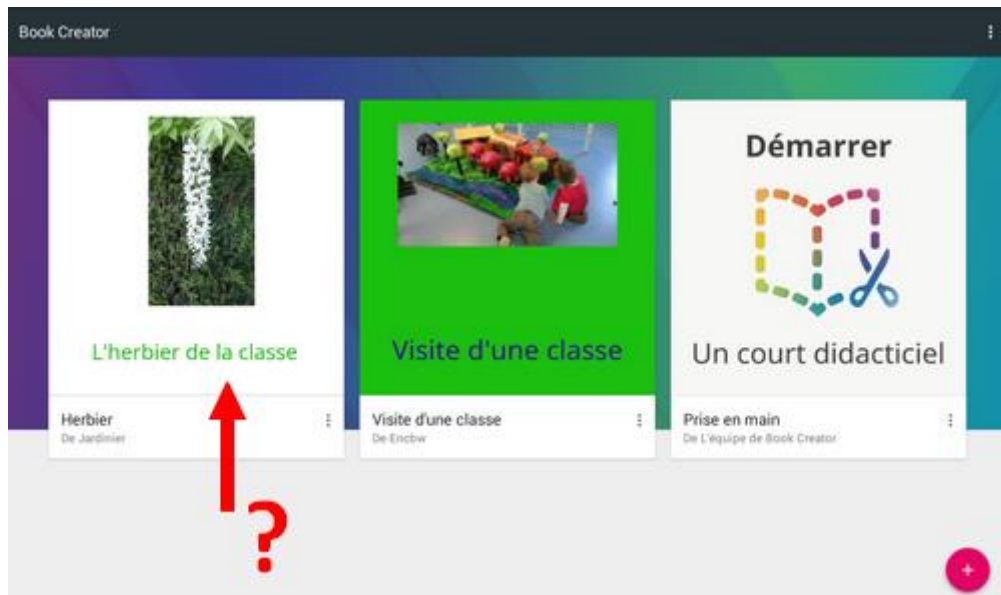 Book Creator
L'herbier de la classe
Herbier
De Jardinier
Visite d'une classe
Visite d'une classe
De Encbw
Démarrer
Un court didacticiel
Prise en main
De L'équipe de Book Creator
?
+